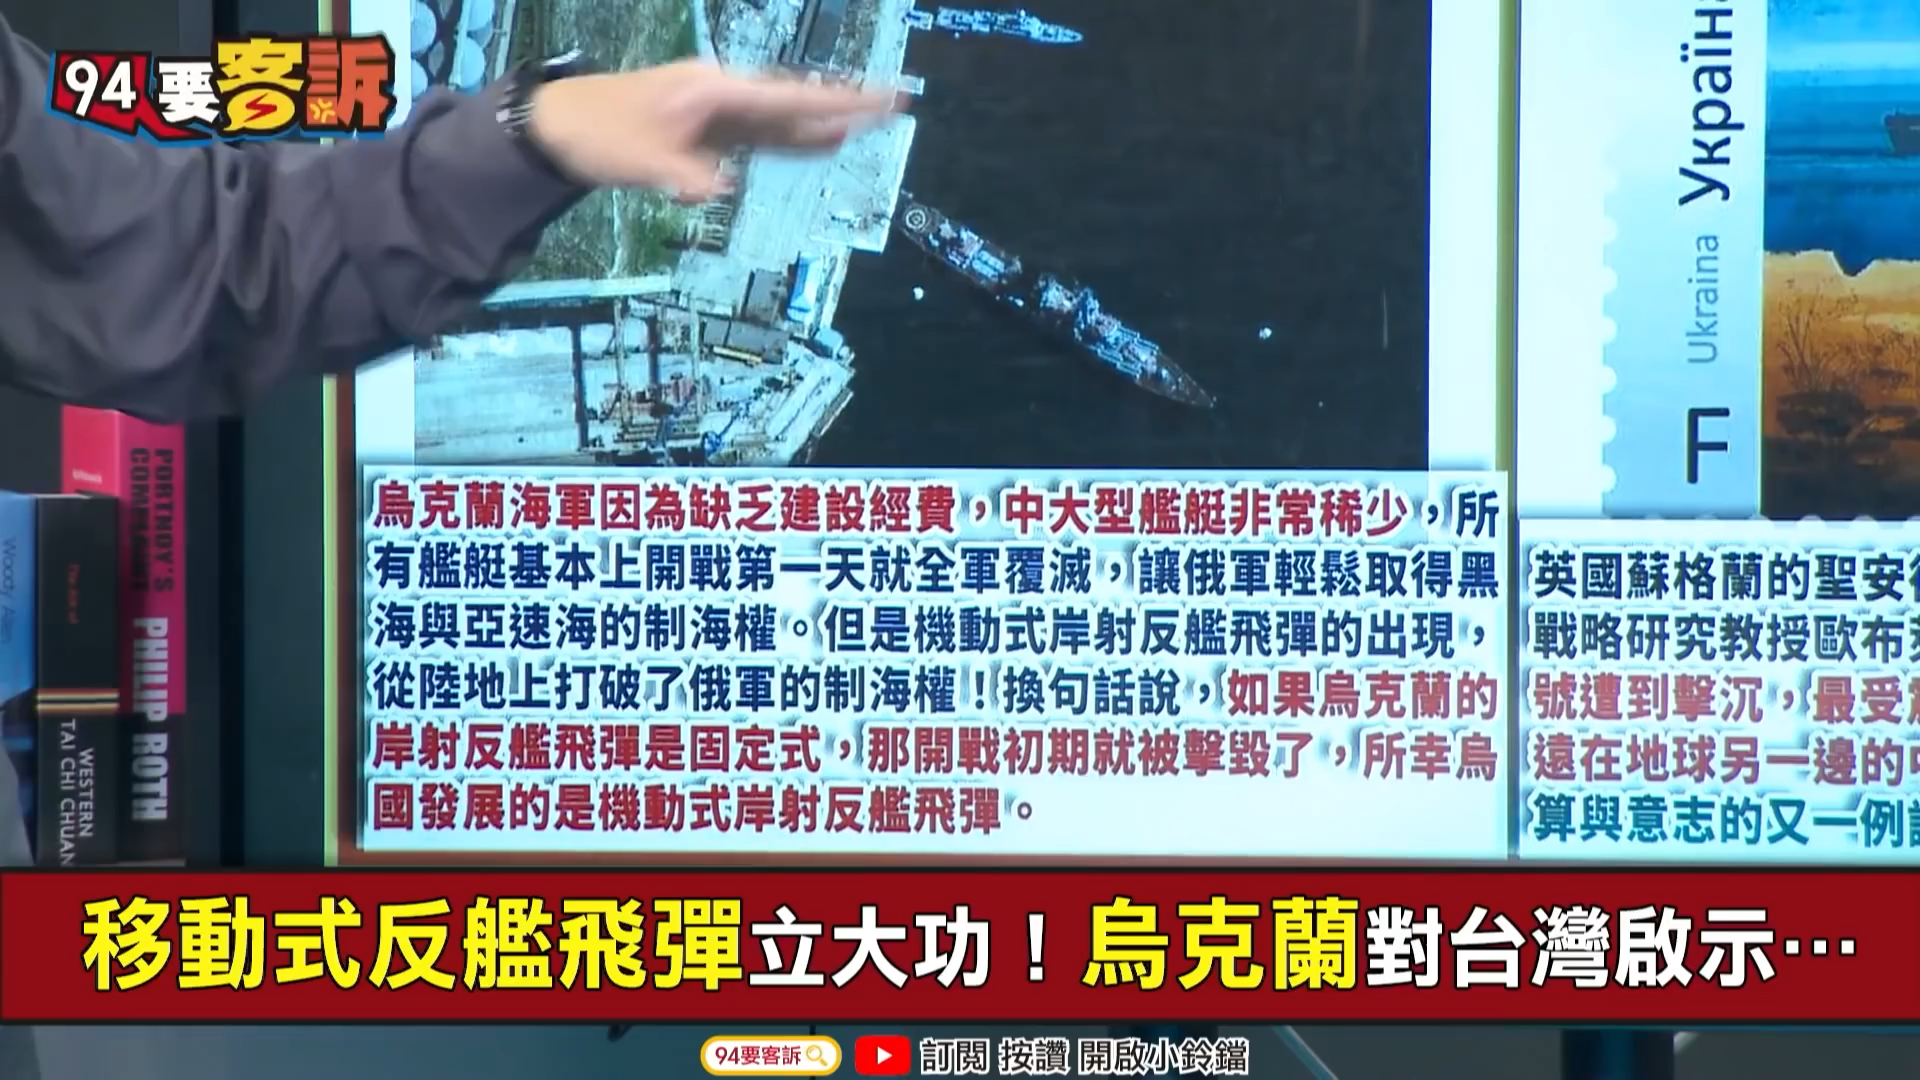 94要客訴
烏克蘭海軍因為缺乏建設經費，中大型艦艇非常稀少，所
有艦艇基本上開戰第一天就全軍覆滅，讓俄軍輕鬆取得黑
海與亞速海的制海權。但是機動式岸射反艦飛彈的出現，
從陸地上打破了俄軍的制海權！換句話說，如果烏克蘭的
岸射反艦飛彈是固定式，那開戰初期就被擊毀了，所幸烏
國發展的是機動式岸射反艦飛彈。
Україна
Ukraina
F
英國蘇格蘭的聖安
戰略研究教授歐布
號遭到擊沉，最受
遠在地球另一邊的
算與意志的又一例
PORTNOY'S
COMPLAINT
PHILIP ROTH
Woody Allen
WESTERN
TAI CHI CHUAN
移動式反艦飛彈立大功！烏克蘭對台灣啟示…
94要客訴
訂閱 按讚 開啟小鈴鐺